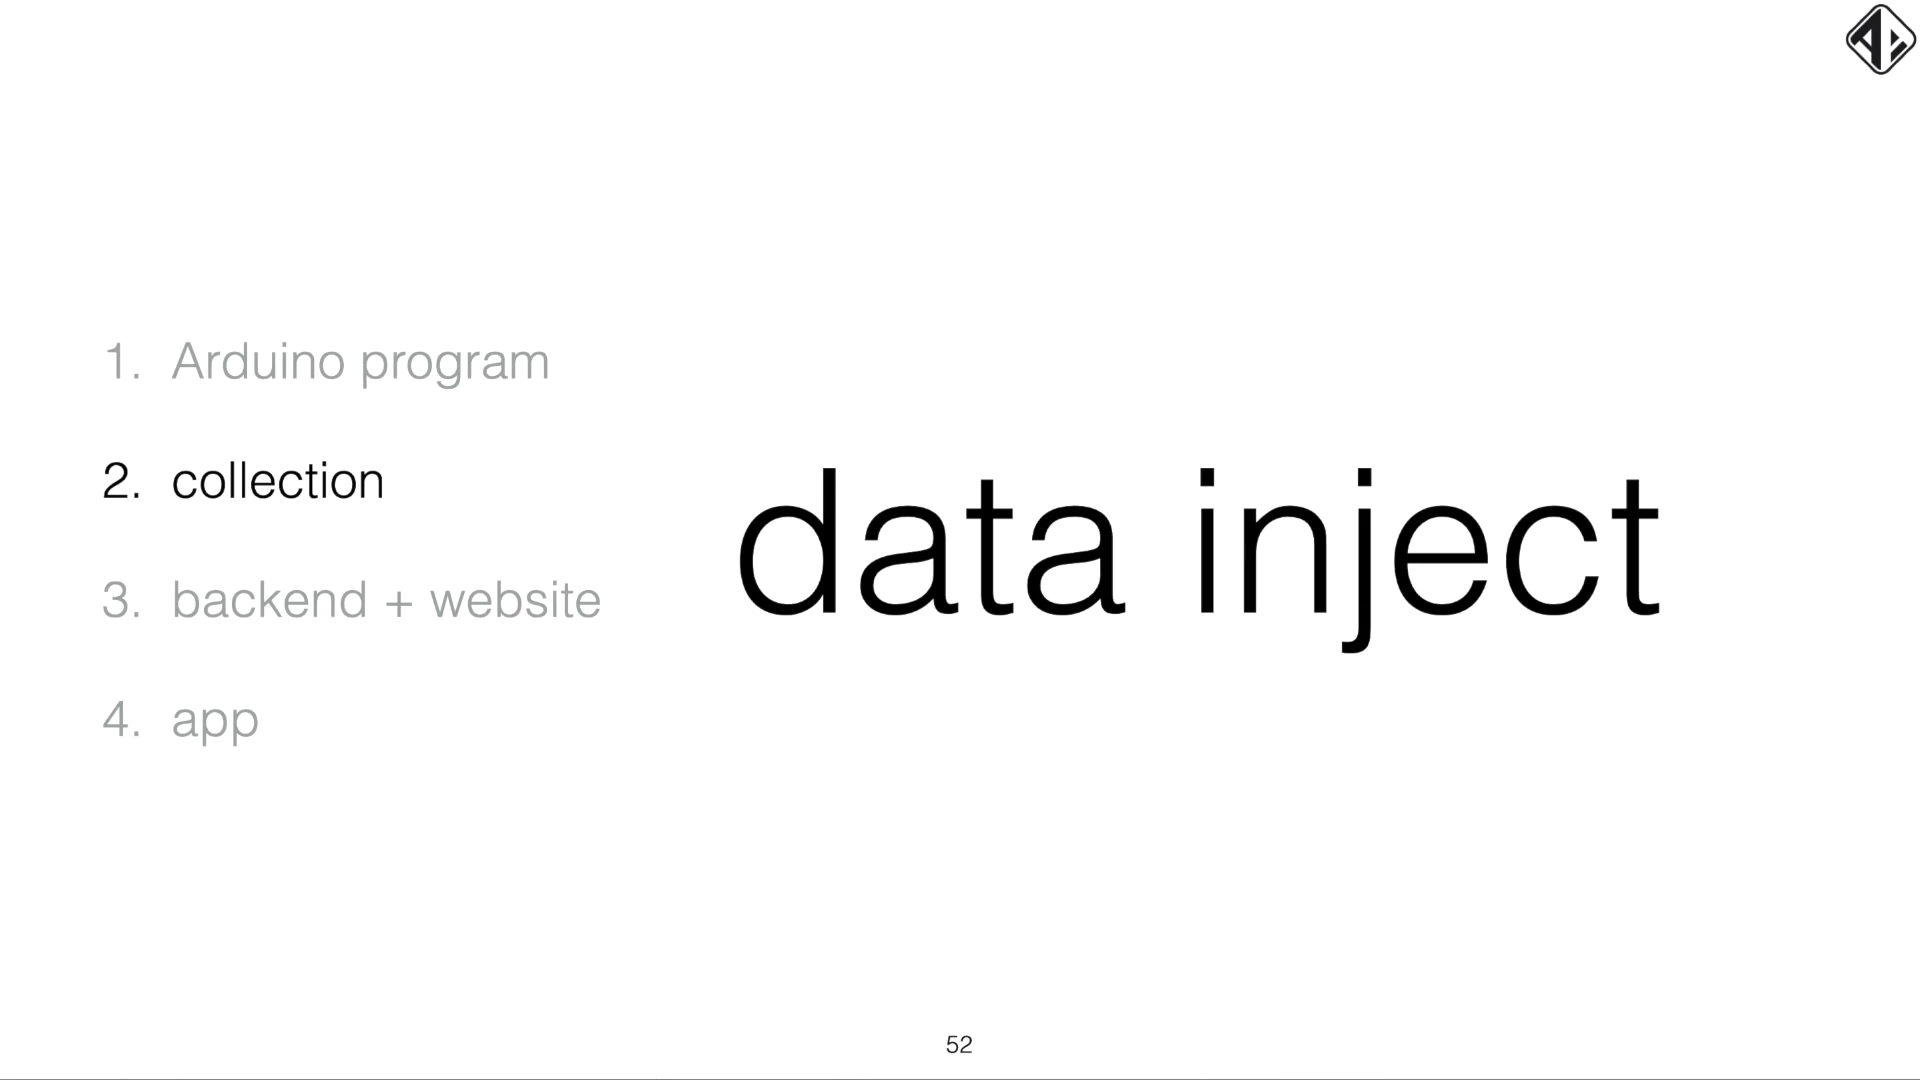 1. Arduino program
2. collection
3. backend + website
4. app
data inject
52